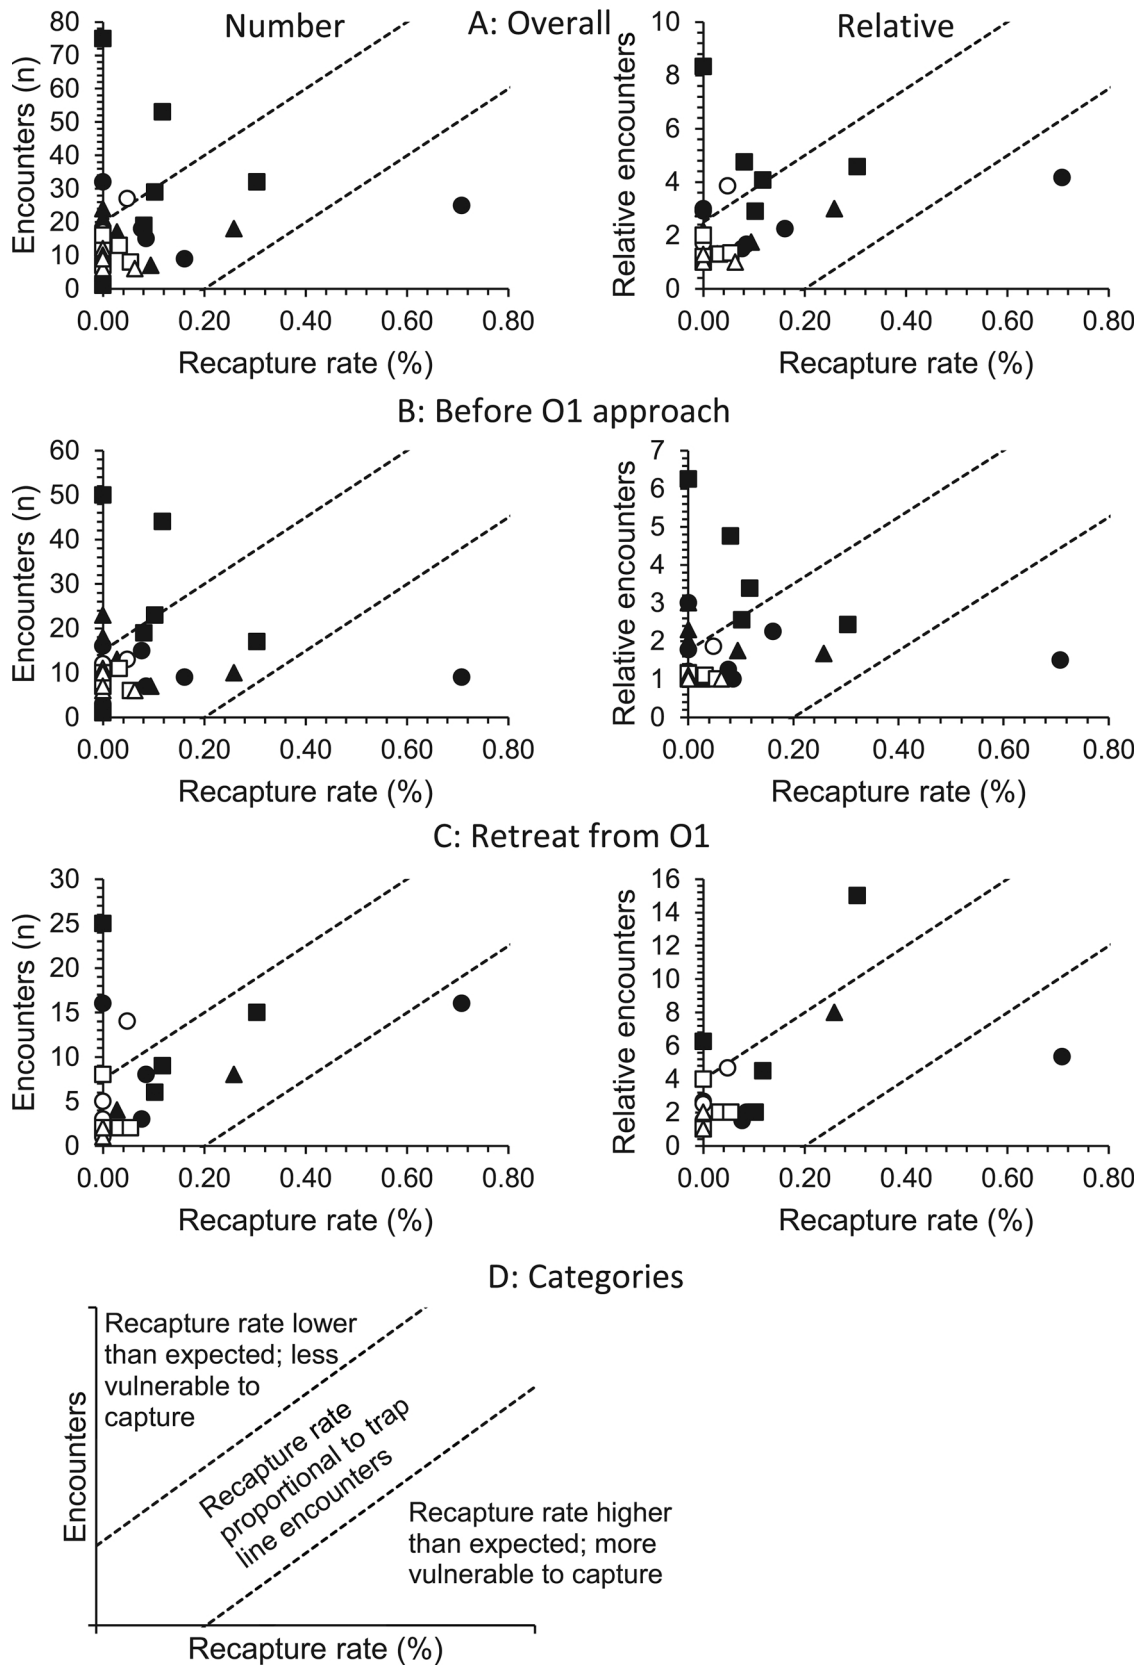 Number
A: Overall
Relative
Encounters (n)
80
70
60
50
40
30
20
10
0
0.00 0.20 0.40 0.60 0.80
Recapture rate (%)
Relative encounters
10
8
6
4
2
0
0.00 0.20 0.40 0.60 0.80
Recapture rate (%)
B: Before O1 approach
Encounters (n)
60
50
40
30
20
10
0
0.00 0.20 0.40 0.60 0.80
Recapture rate (%)
Relative encounters
7
6
5
4
3
2
1
0
0.00 0.20 0.40 0.60 0.80
Recapture rate (%)
C: Retreat from O1
Encounters (n)
30
25
20
15
10
5
0
0.00 0.20 0.40 0.60 0.80
Recapture rate (%)
Relative encounters
16
14
12
10
8
6
4
2
0
0.00 0.20 0.40 0.60 0.80
Recapture rate (%)
D: Categories
Encounters
Recapture rate lower
than expected; less
vulnerable to
capture
Recapture rate
proportional to trap
line encounters
Recapture rate higher
than expected; more
vulnerable to capture
Recapture rate (%)